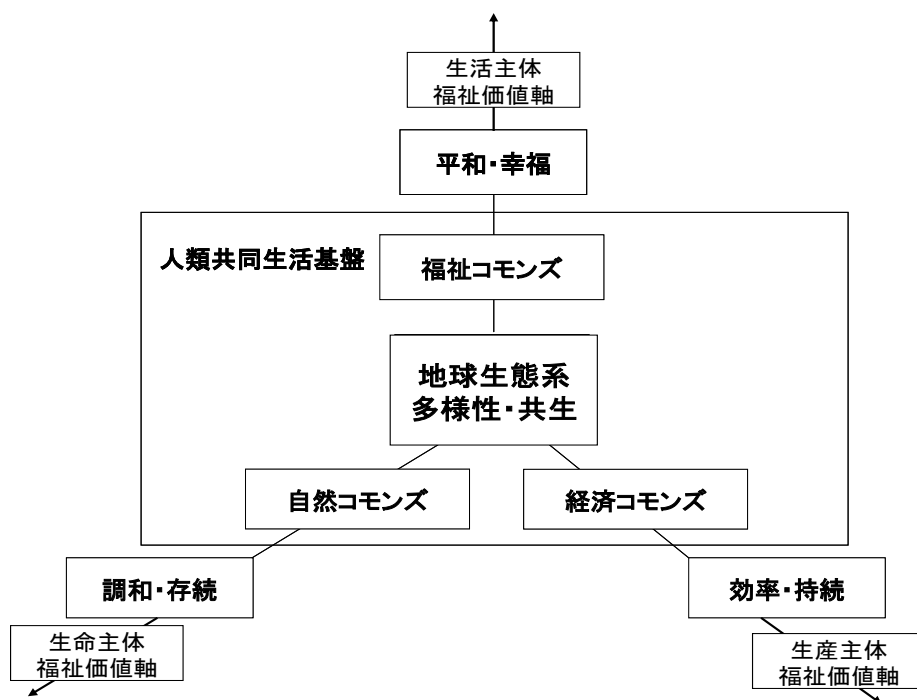 生活主体
福祉価値軸
平和・幸福
人類共同生活基盤
福祉コモンズ
地球生態系
多様性・共生
自然コモンズ
経済コモンズ
調和・存続
効率・持続
生命主体
福祉価値軸
生産主体
福祉価値軸